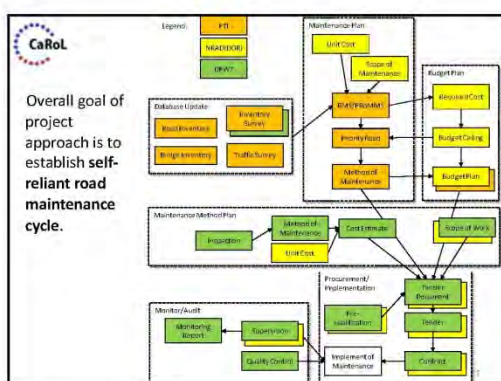 CaRoL
Overall goal of
project
approach is to
establish self-
reliant road
maintenance
cycle.
Legend:
PTI
NRAD(DOR)
DPWT
Maintenance Plan
Unit Cost
Scope of
Maintenance
Budget Plan
Database Update
Inventory
Survey
Road Inventory
Bridge Inventory
Traffic Survey
RMS/PRoMMS
Priority Road
Method of
Maintenance
Required Cost
Budget Ceiling
Budget Plan
Maintenance Method Plan
Inspection
Method of
Maintenance
Unit Cost
Cost Estimate
Scope of Work
Procurement/
Implementation
Tender
Document
Pre-
qualification
Tender
Contract
Implement of
Maintenance
Monitor/Audit
Monitoring
Report
Supervision
Quality Control